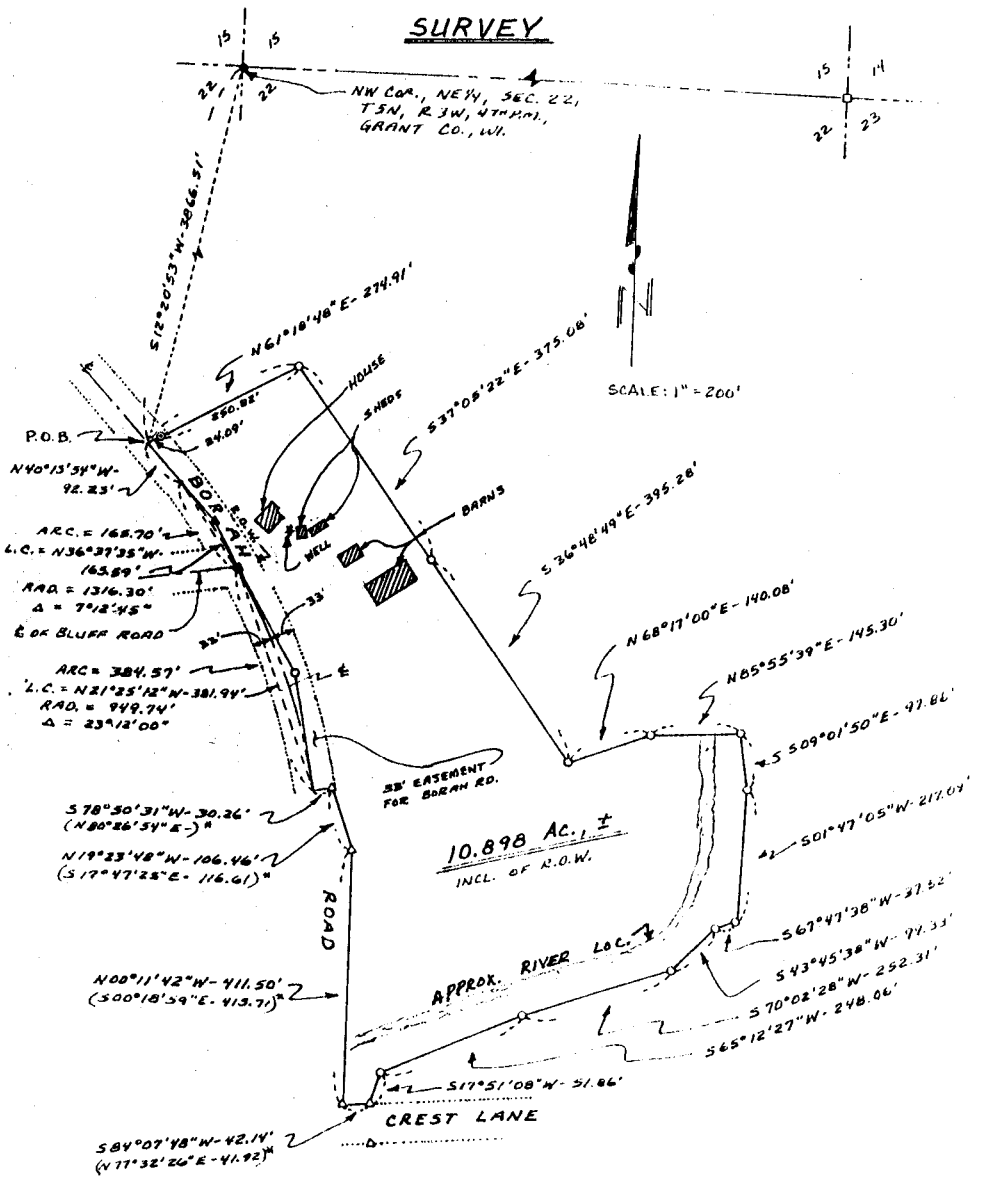 SURVEY
15 15
22 22
15 14
22 23
NW COR., NE¼, SEC. 22,
T5N, R3W, 4TH P.M.,
GRANT CO., WI.
S12°20'53"W-3866.51'
N61°18'48"E-274.91'
250.82'
24.09'
HOUSE
SHEDS
S37°05'22"E-375.08'
SCALE: 1"=200'
P.O.B.
N40°13'54"W-
92.23'
BORAH
R.O.W.
WELL
BARNS
S36°48'49"E-395.28'
ARC.= 165.70'
L.C.= N36°37'35"W-
165.59'
RAD.= 1316.30'
Δ = 7°12'45"
℄ OF BLUFF ROAD
33'
33'
℄
N68°17'00"E-140.08'
N85°55'39"E-145.30'
ARC= 384.57'
L.C.= N21°25'12"W-381.94'
RAD.= 949.74'
Δ = 23°12'00"
S09°01'50"E-97.86'
33' EASEMENT
FOR BORAH RD.
S78°50'31"W-30.26'
(N80°26'54"E-)*
N19°23'48"W-106.46'
(S17°47'25"E-116.61)*
10.898 AC., ±
INCL. OF R.O.W.
S01°47'05"W-217.04'
ROAD
S67°47'38"W-37.52'
APPROX. RIVER LOC.
S43°45'38"W-94.33'
N00°11'42"W-411.50'
(S00°18'59"E-413.71)*
S70°02'28"W-252.31'
S65°12'27"W-248.06'
S17°51'08"W-51.86'
CREST LANE
S84°07'48"W-42.14'
(N77°32'26"E-41.92)*